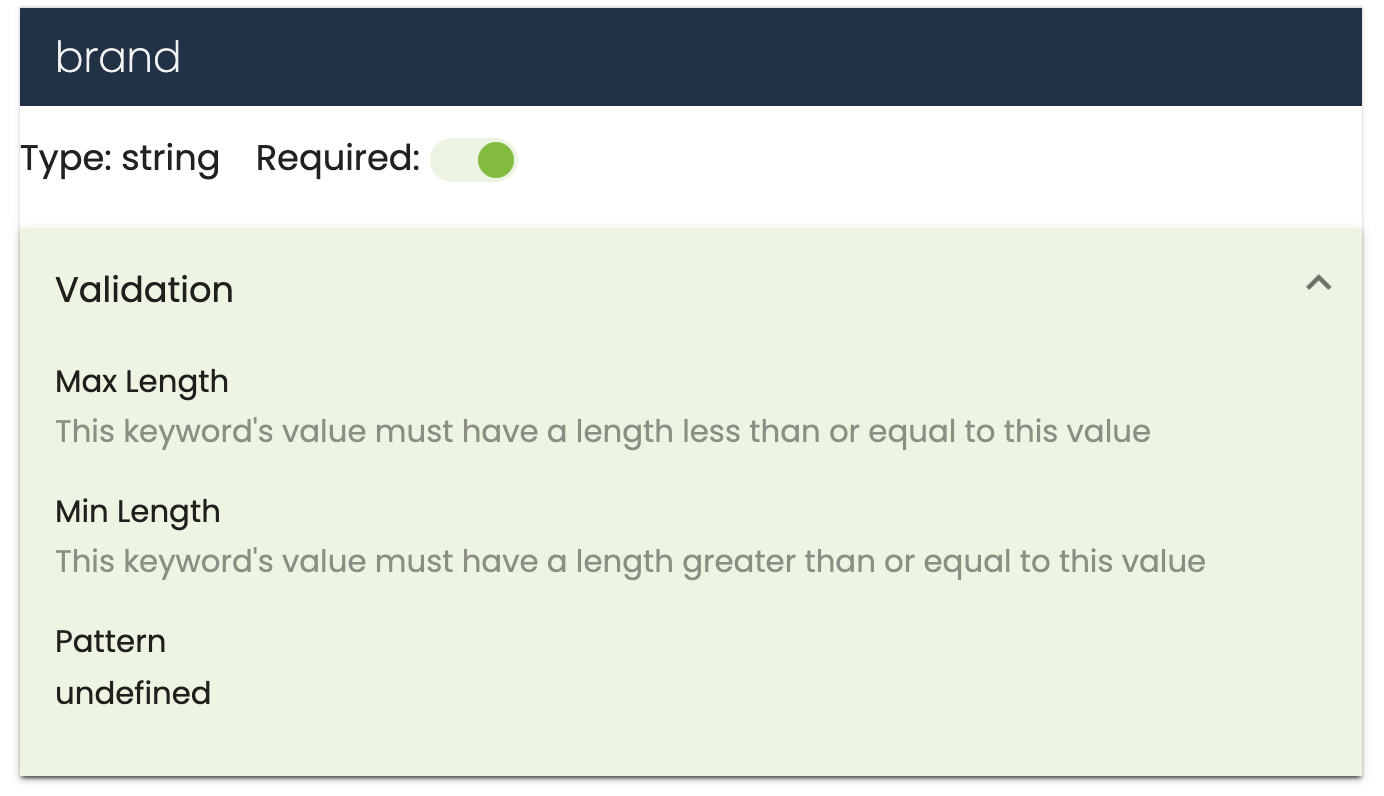 brand
Type: string Required:
Validation
Max Length
This keyword's value must have a length less than or equal to this value
Min Length
This keyword's value must have a length greater than or equal to this value
Pattern
undefined